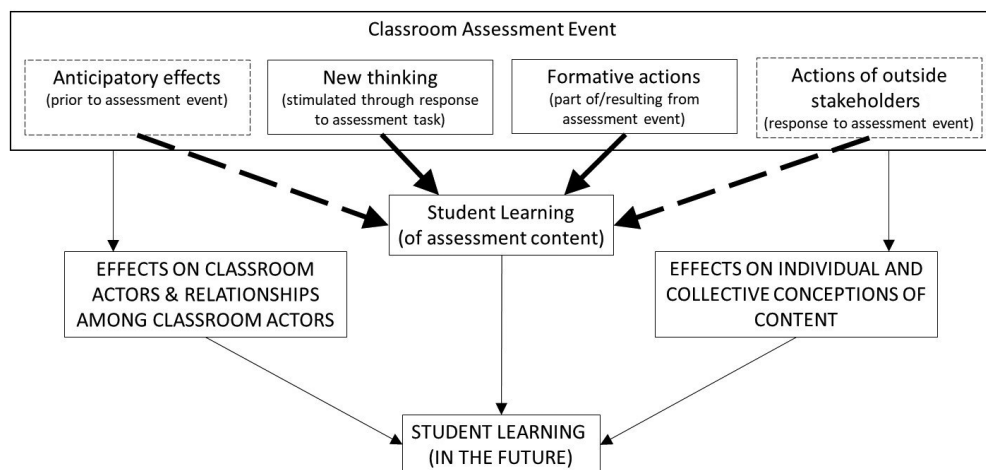 Classroom Assessment Event
Anticipatory effects
(prior to assessment event)
New thinking
(stimulated through response
to assessment task)
Formative actions
(part of/resulting from
assessment event)
Actions of outside
stakeholders
(response to assessment event)
Student Learning
(of assessment content)
EFFECTS ON CLASSROOM
ACTORS & RELATIONSHIPS
AMONG CLASSROOM ACTORS
EFFECTS ON INDIVIDUAL AND
COLLECTIVE CONCEPTIONS OF
CONTENT
STUDENT LEARNING
(IN THE FUTURE)